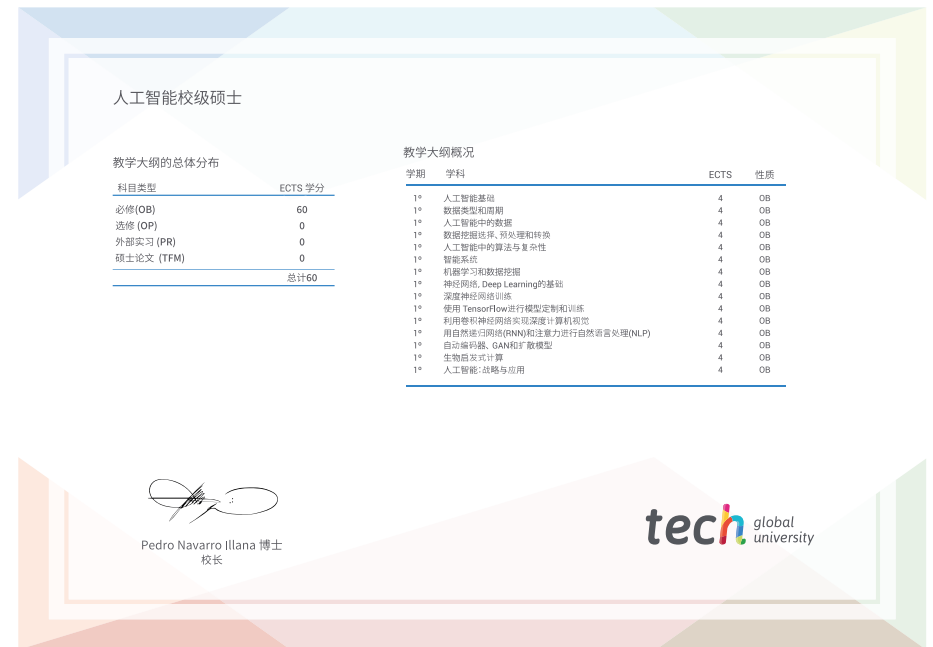 人工智能校级硕士
教学大纲的总体分布
科目类型 ECTS 学分
必修(OB) 60
选修 (OP) 0
外部实习 (PR) 0
硕士论文 (TFM) 0
总计60
教学大纲概况
学期 学科 ECTS 性质
1º 人工智能基础 4 OB
1º 数据类型和周期 4 OB
1º 人工智能中的数据 4 OB
1º 数据挖掘选择、预处理和转换 4 OB
1º 人工智能中的算法与复杂性 4 OB
1º 智能系统 4 OB
1º 机器学习和数据挖掘 4 OB
1º 神经网络, Deep Learning的基础 4 OB
1º 深度神经网络训练 4 OB
1º 使用 TensorFlow进行模型定制和训练 4 OB
1º 利用卷积神经网络实现深度计算机视觉 4 OB
1º 用自然递归网络(RNN)和注意力进行自然语言处理(NLP) 4 OB
1º 自动编码器、GAN和扩散模型 4 OB
1º 生物启发式计算 4 OB
1º 人工智能：战略与应用 4 OB
Pedro Navarro Illana 博士
校长
tech global
university